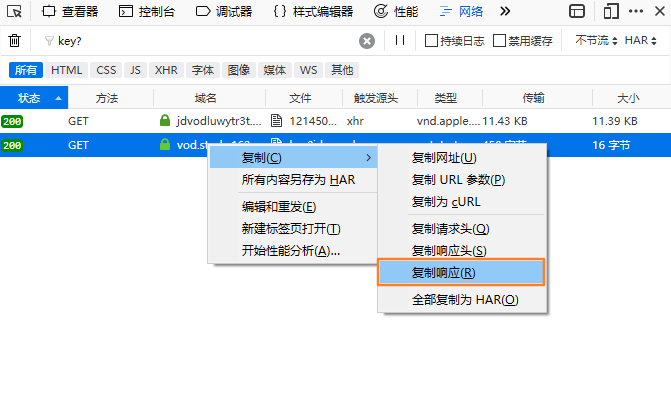 查看器 控制台 调试器 样式编辑器 性能 网络
key? 持续日志 禁用缓存 不节流 HAR
所有 HTML CSS JS XHR 字体 图像 媒体 WS 其他
状态 方法 域名 文件 触发源头 类型 传输 大小
200 GET jdvodluwytr3t.... 121450... xhr vnd.apple.... 11.43 KB 11.39 KB
200 GET 字节 16 字节
复制(C)
所有内容另存为 HAR
编辑和重发(E)
新建标签页打开(T)
开始性能分析(A)...
复制网址(U)
复制 URL 参数(P)
复制为 cURL
复制请求头(Q)
复制响应头(S)
复制响应(R)
全部复制为 HAR(O)